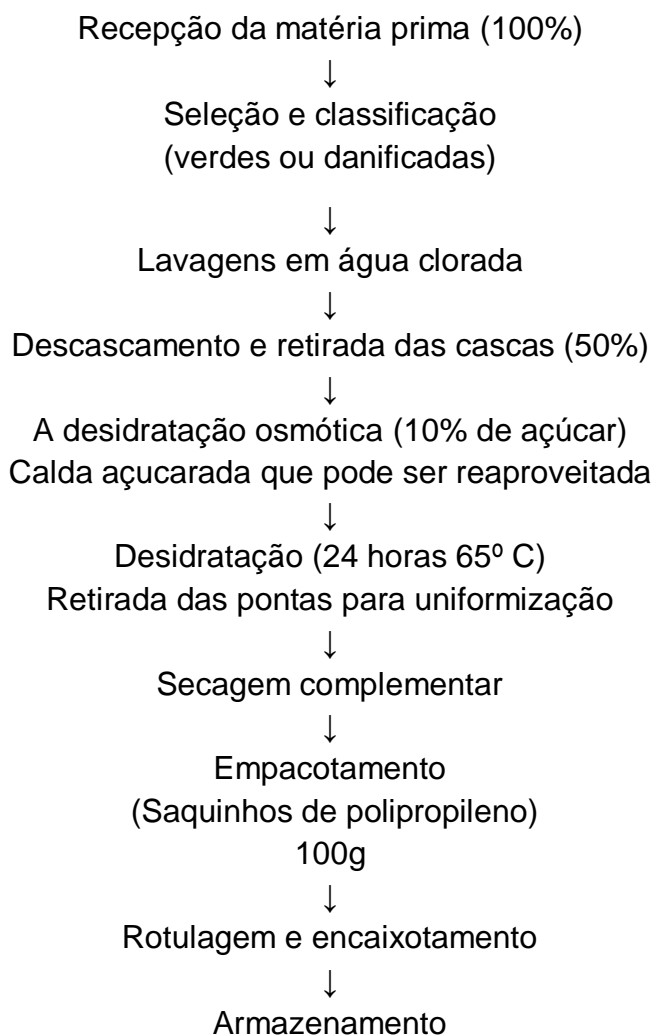 Recepção da matéria prima (100%)
↓
Seleção e classificação
(verdes ou danificadas)
↓
Lavagens em água clorada
↓
Descascamento e retirada das cascas (50%)
↓
A desidratação osmótica (10% de açúcar)
Calda açucarada que pode ser reaproveitada
↓
Desidratação (24 horas 65º C)
Retirada das pontas para uniformização
↓
Secagem complementar
↓
Empacotamento
(Saquinhos de polipropileno)
100g
↓
Rotulagem e encaixotamento
↓
Armazenamento